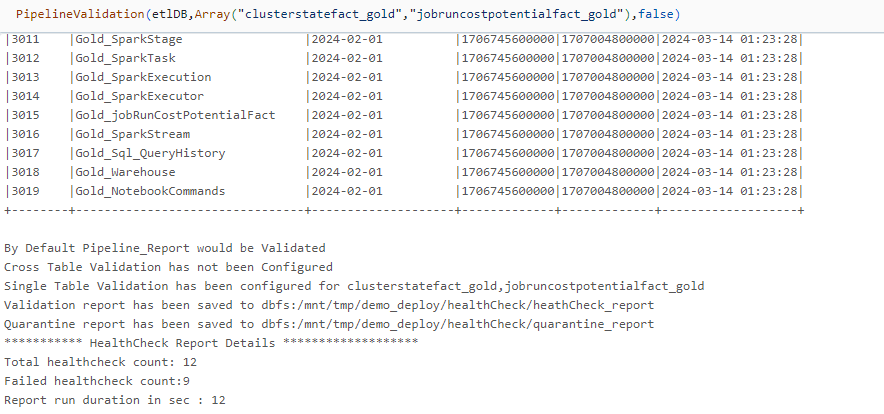 PipelineValidation(etlDB,Array("clusterstatefact_gold","jobruncostpotentialfact_gold"),false)
|3011    |Gold_SparkStage                |2024-02-01          |1706745600000|1707004800000|2024-03-14 01:23:28|
|3012    |Gold_SparkTask                 |2024-02-01          |1706745600000|1707004800000|2024-03-14 01:23:28|
|3013    |Gold_SparkExecution            |2024-02-01          |1706745600000|1707004800000|2024-03-14 01:23:28|
|3014    |Gold_SparkExecutor             |2024-02-01          |1706745600000|1707004800000|2024-03-14 01:23:28|
|3015    |Gold_jobRunCostPotentialFact   |2024-02-01          |1706745600000|1707004800000|2024-03-14 01:23:28|
|3016    |Gold_SparkStream               |2024-02-01          |1706745600000|1707004800000|2024-03-14 01:23:28|
|3017    |Gold_Sql_QueryHistory          |2024-02-01          |1706745600000|1707004800000|2024-03-14 01:23:28|
|3018    |Gold_Warehouse                 |2024-02-01          |1706745600000|1707004800000|2024-03-14 01:23:28|
|3019    |Gold_NotebookCommands          |2024-02-01          |1706745600000|1707004800000|2024-03-14 01:23:28|
+--------+-------------------------------+--------------------+-------------+-------------+-------------------+
By Default Pipeline_Report would be Validated
Cross Table Validation has not been Configured
Single Table Validation has been configured for clusterstatefact_gold,jobruncostpotentialfact_gold
Validation report has been saved to dbfs:/mnt/tmp/demo_deploy/healthCheck/heathCheck_report
Quarantine report has been saved to dbfs:/mnt/tmp/demo_deploy/healthCheck/quarantine_report
*********** HealthCheck Report Details *******************
Total healthcheck count: 12
Failed healthcheck count:9
Report run duration in sec : 12